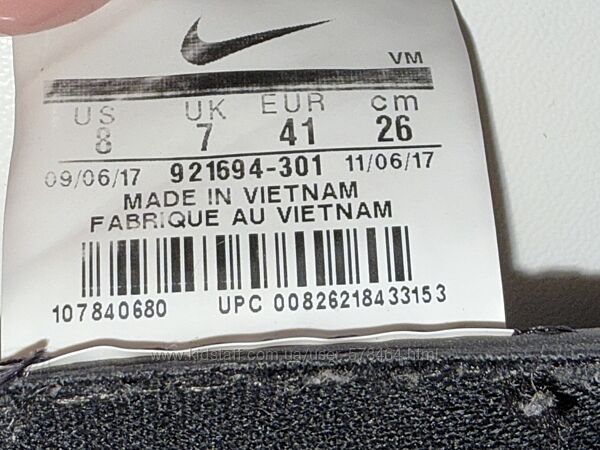 VM
US UK EUR cm
8 7 41 26
09/06/17 921694-301 11/06/17
MADE IN VIETNAM
FABRIQUE AU VIETNAM
107840680 UPC 00826218433153